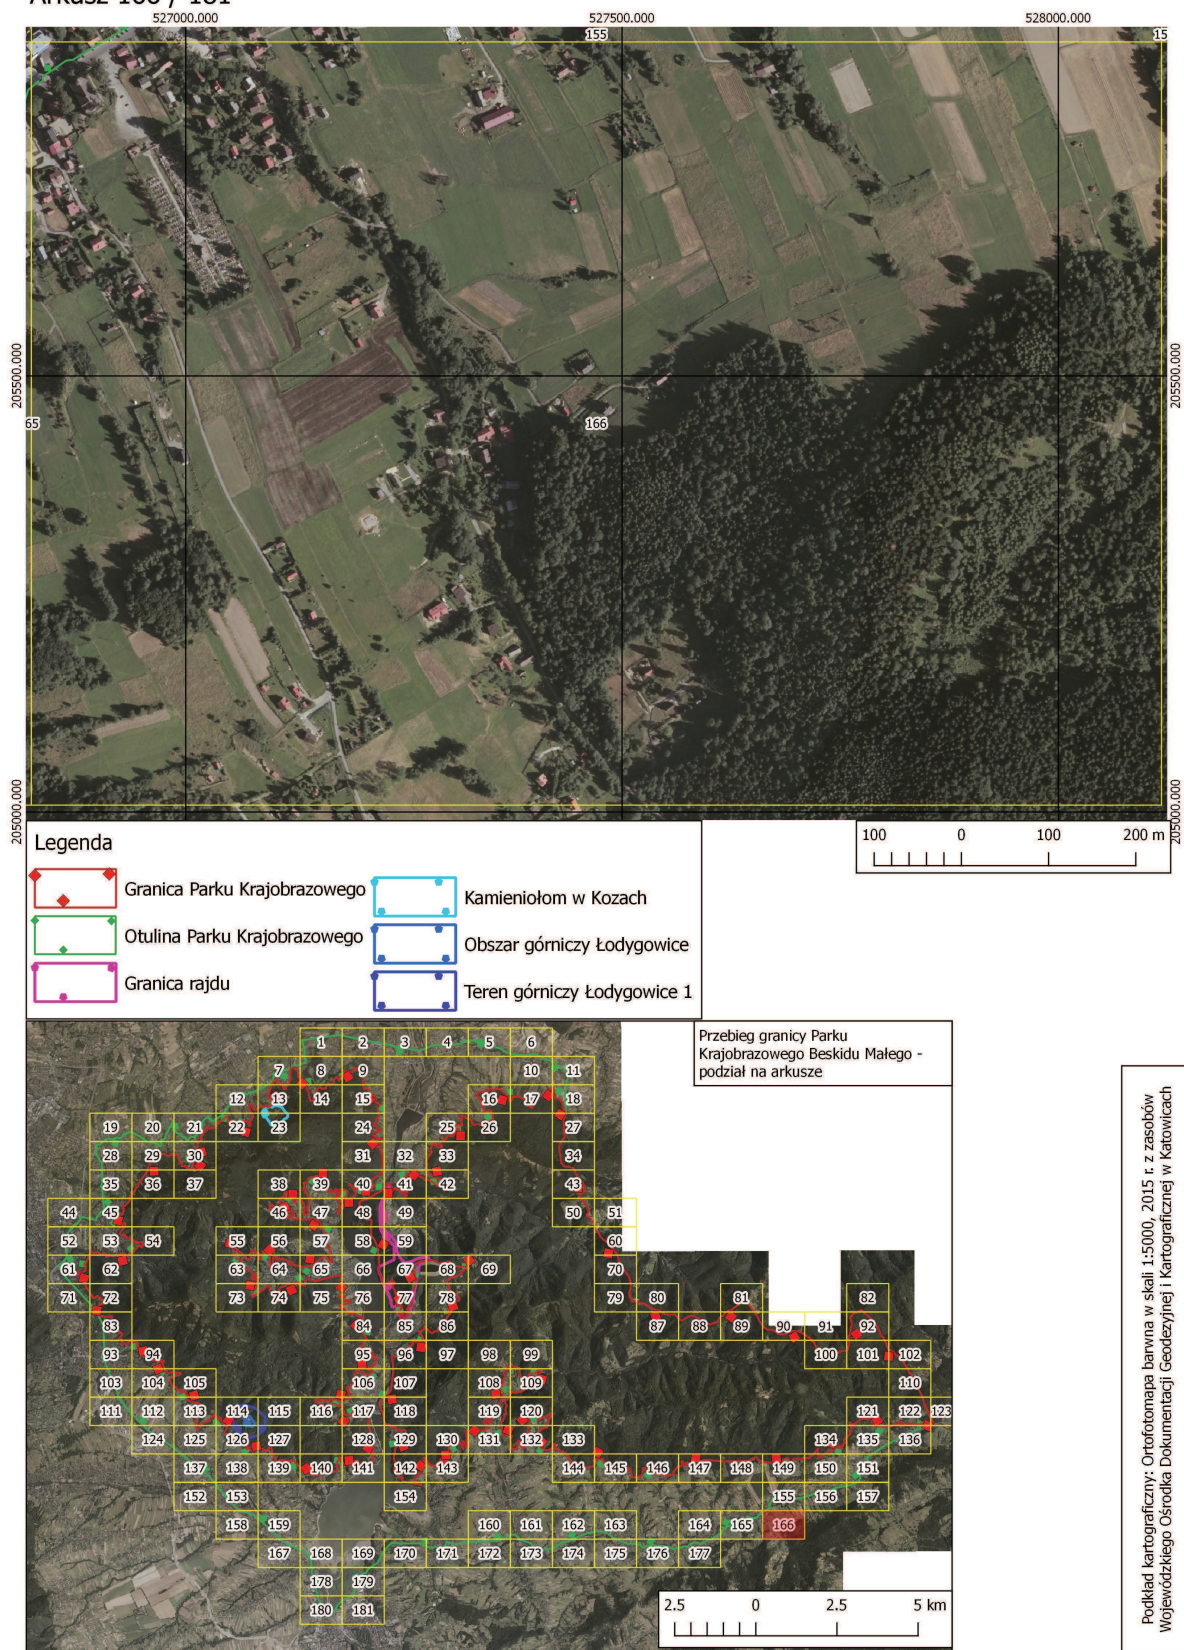 Arkusz 166 / 181
527000.000 527500.000 528000.000
155 15
205500.000 205500.000
65 166
205000.000 205000.000
Legenda
Granica Parku Krajobrazowego
Otulina Parku Krajobrazowego
Granica rajdu
Kamieniołom w Kozach
Obszar górniczy Łodygowice
Teren górniczy Łodygowice 1
100 0 100 200 m
Przebieg granicy Parku
Krajobrazowego Beskidu Małego -
podział na arkusze
1 2 3 4 5 6
7 8 9 10 11
12 13 14 15 16 17 18
19 20 21 22 23 24 25 26 27
28 29 30 31 32 33 34
35 36 37 38 39 40 41 42 43
44 45 46 47 48 49 50 51
52 53 54 55 56 57 58 59 60
61 62 63 64 65 66 67 68 69 70
71 72 73 74 75 76 77 78 79 80 81 82
83 84 85 86 87 88 89 90 91 92
93 94 95 96 97 98 99 100 101 102
103 104 105 106 107 108 109 110
111 112 113 114 115 116 117 118 119 120 121 122 123
124 125 126 127 128 129 130 131 132 133 134 135 136
137 138 139 140 141 142 143 144 145 146 147 148 149 150 151
152 153 154 155 156 157
158 159 160 161 162 163 164 165 166
167 168 169 170 171 172 173 174 175 176 177
178 179
180 181
2.5 0 2.5 5 km
Podkład kartograficzny: Ortofotomapa barwna w skali 1:5000, 2015 r. z zasobów
Wojewódzkiego Ośrodka Dokumentacji Geodezyjnej i Kartograficznej w Katowicach